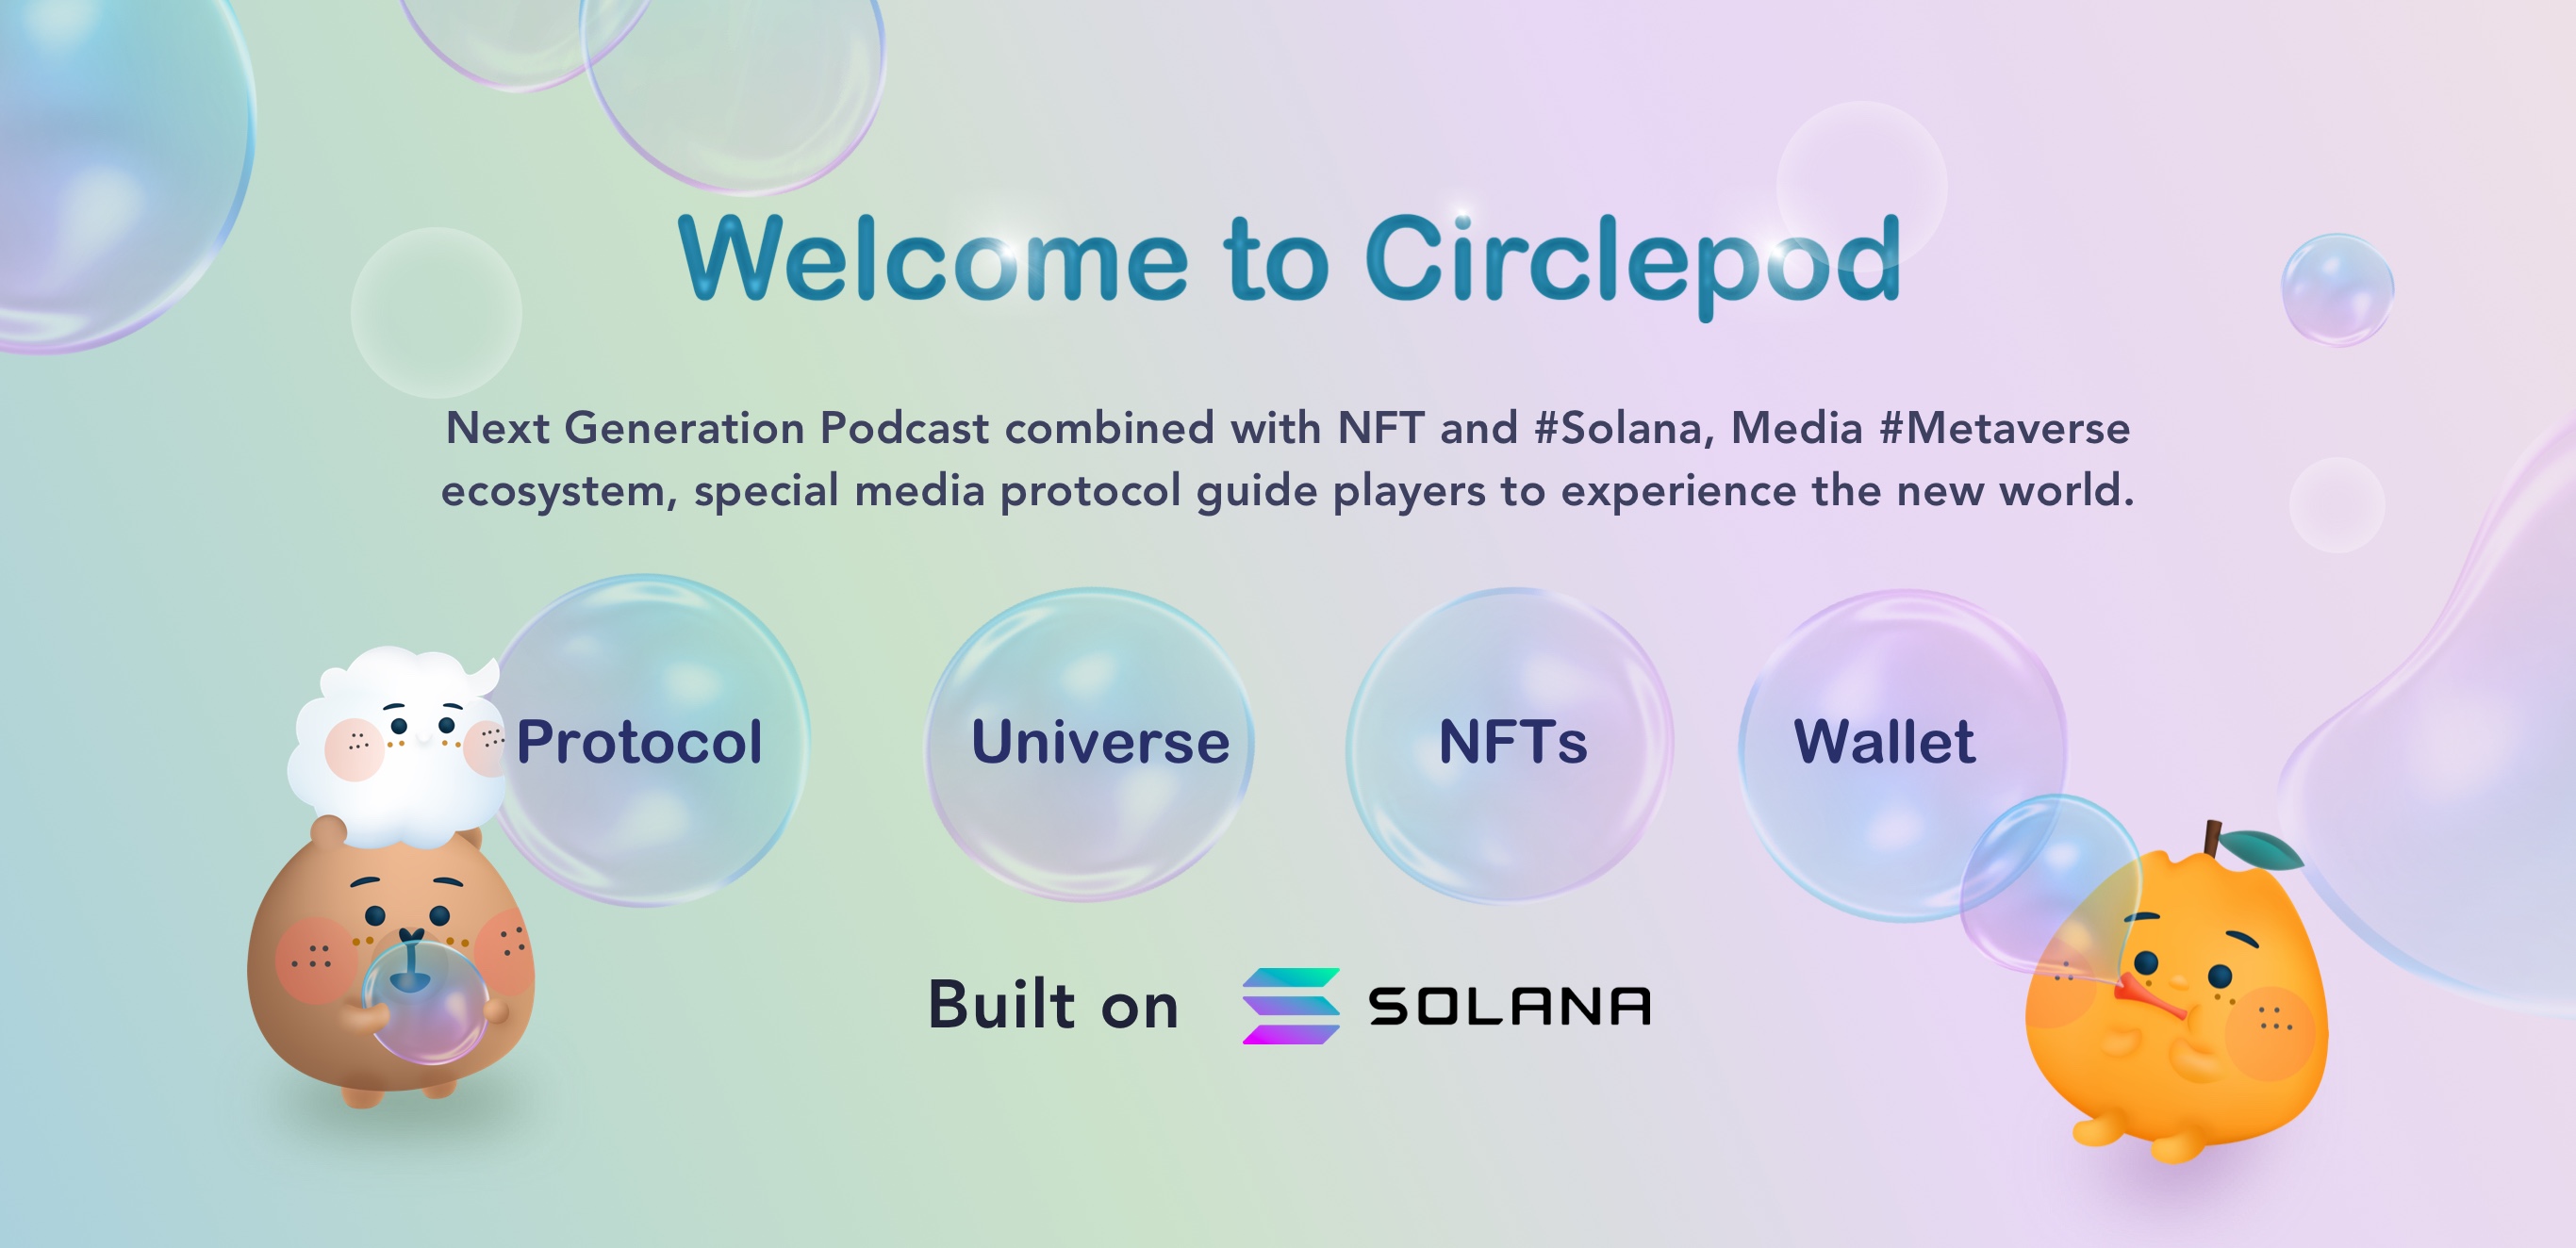 Welcome to Circlepod
Next Generation Podcast combined with NFT and #Solana, Media #Metaverse
ecosystem, special media protocol guide players to experience the new world.
Protocol
Universe
NFTs
Wallet
Built on SOLANA